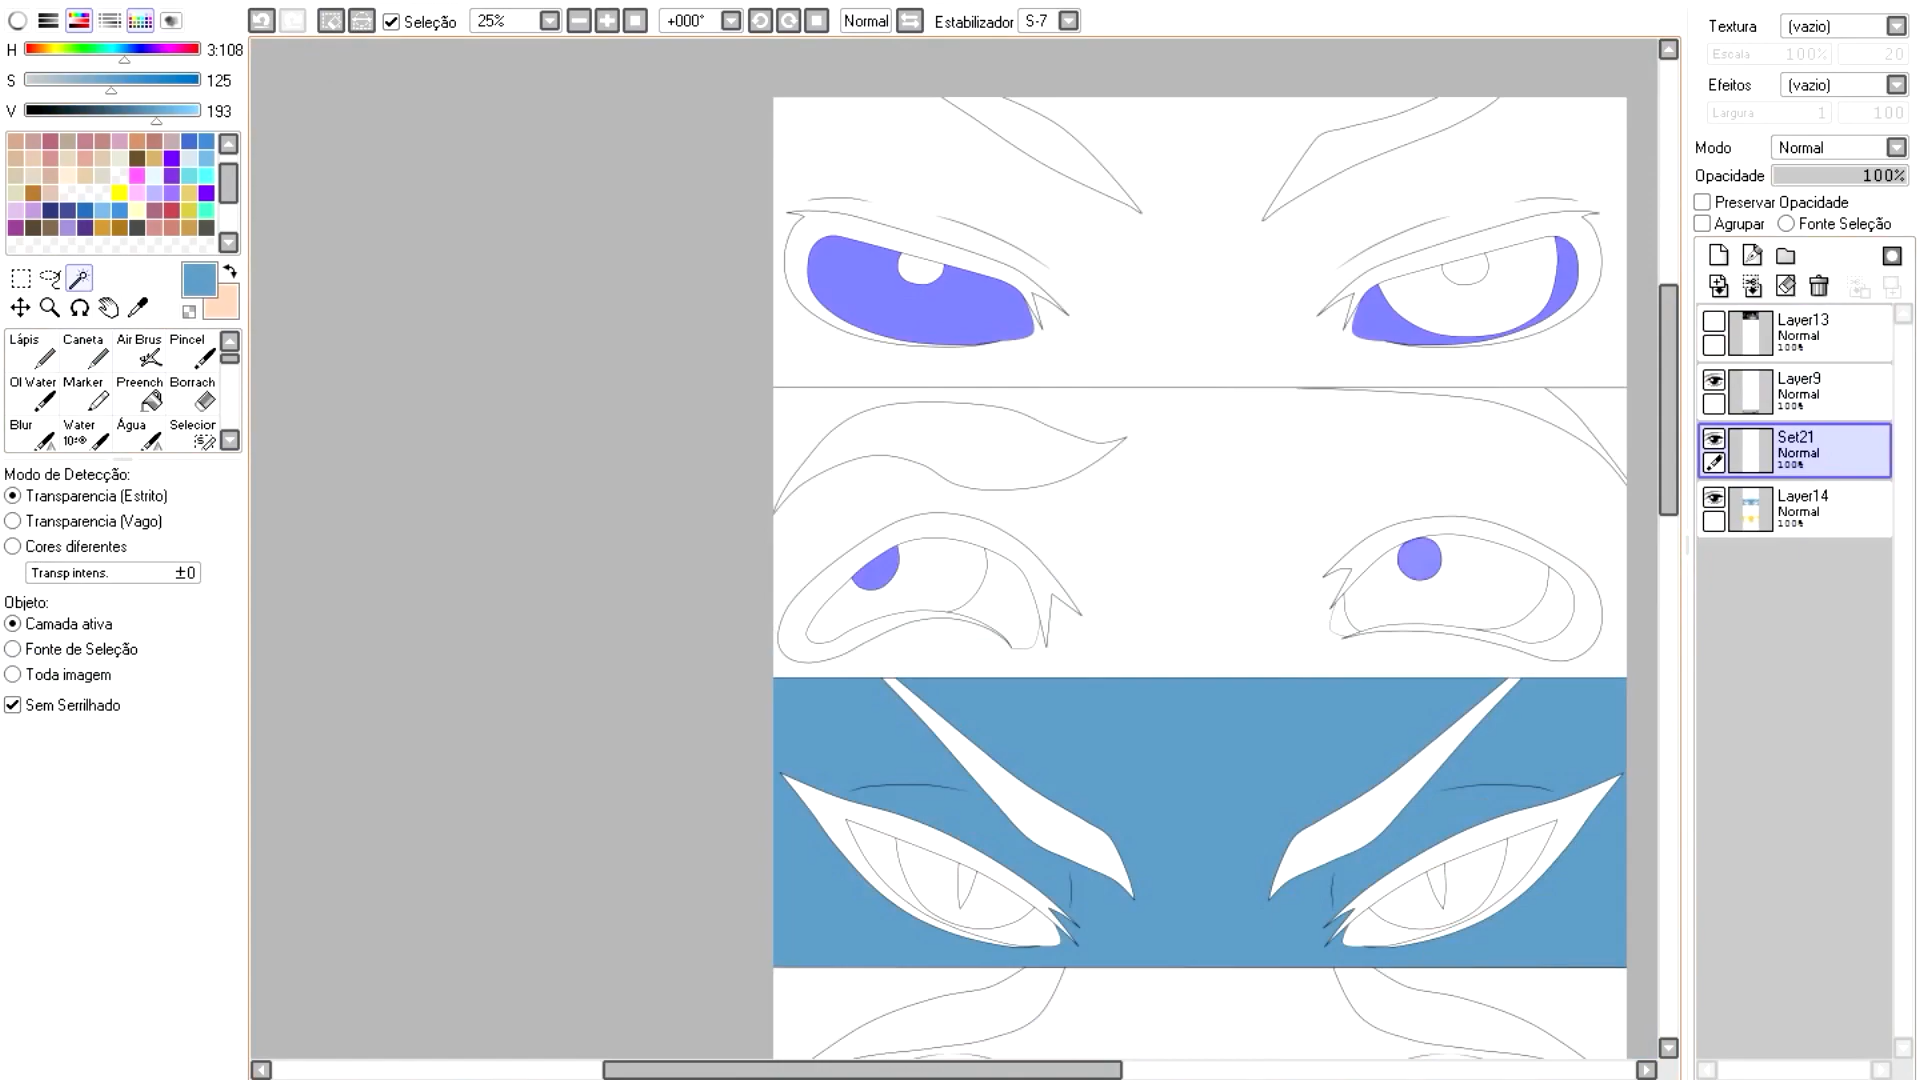 Seleção 25% +000° Normal Estabilizador S-7
H 3:108
S 125
V 193
Lápis Caneta Air Brus Pincel
Ol Water Marker Preench Borrach
Blur Water Água Selecior
10:
Modo de Detecção:
Transparencia (Estrito)
Transparencia (Vago)
Cores diferentes
Transp intens. ±0
Objeto:
Camada ativa
Fonte de Seleção
Toda imagem
Sem Serrilhado
Textura (vazio)
Escala 100% 20
Efeitos (vazio)
Largura 1 100
Modo Normal
Opacidade 100%
Preservar Opacidade
Agrupar Fonte Seleção
Layer13
Normal
100%
Layer9
Normal
100%
Set21
Normal
100%
Layer14
Normal
100%